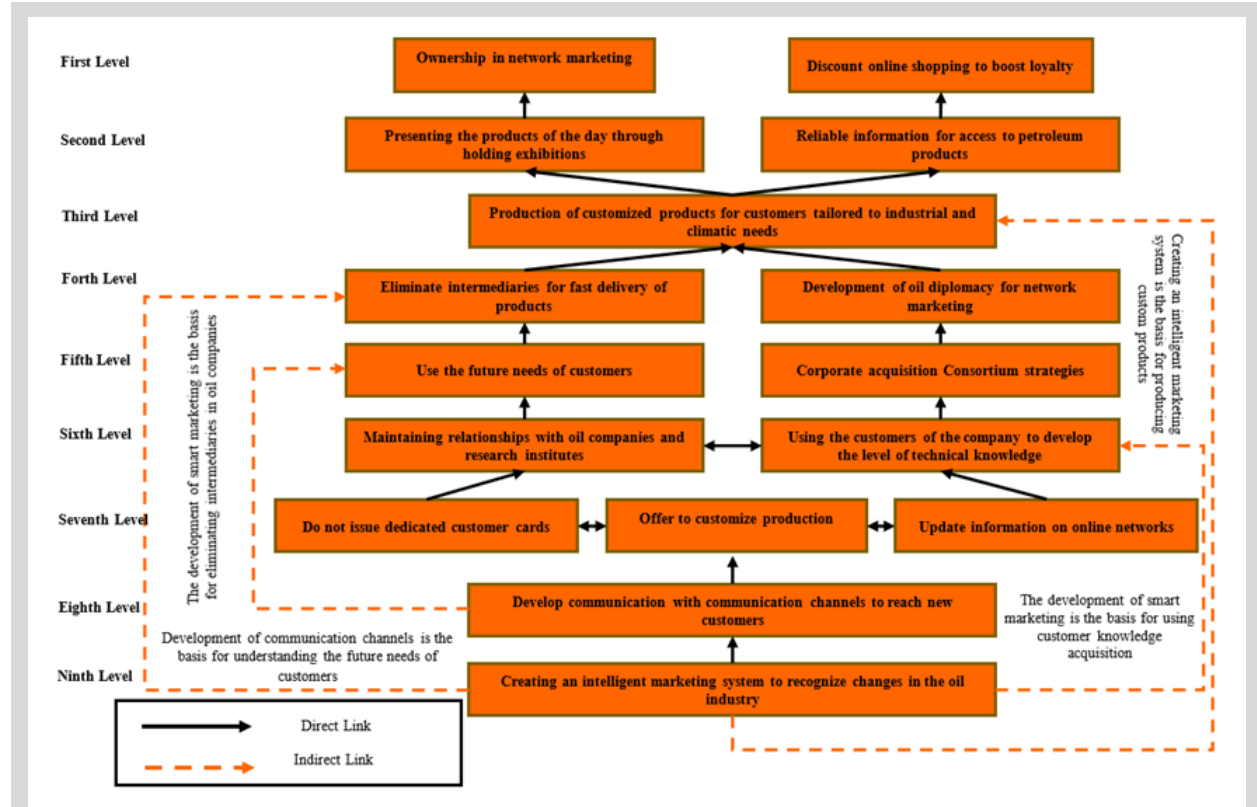 First Level
Ownership in network marketing
Discount online shopping to boost loyalty
Second Level
Presenting the products of the day through
holding exhibitions
Reliable information for access to petroleum
products
Third Level
Production of customized products for customers tailored to industrial and
climatic needs
Creating an intelligent marketing
system is the basis for producing
custom products
Forth Level
Eliminate intermediaries for fast delivery of
products
Development of oil diplomacy for network
marketing
The development of smart marketing is the basis
for eliminating intermediaries in oil companies
Fifth Level
Use the future needs of customers
Corporate acquisition Consortium strategies
Sixth Level
Maintaining relationships with oil companies and
research institutes
Using the customers of the company to develop
the level of technical knowledge
Seventh Level
Do not issue dedicated customer cards
Offer to customize production
Update information on online networks
Eighth Level
Develop communication with communication channels to reach new
customers
The development of smart
marketing is the basis for using
customer knowledge
acquisition
Development of communication channels is the
basis for understanding the future needs of
customers
Ninth Level
Creating an intelligent marketing system to recognize changes in the oil
industry
Direct Link
Indirect Link